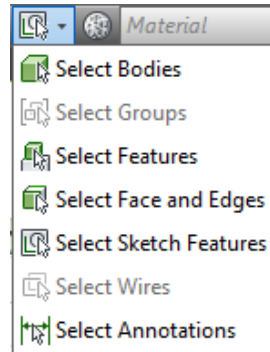 Material
Select Bodies
Select Groups
Select Features
Select Face and Edges
Select Sketch Features
Select Wires
Select Annotations